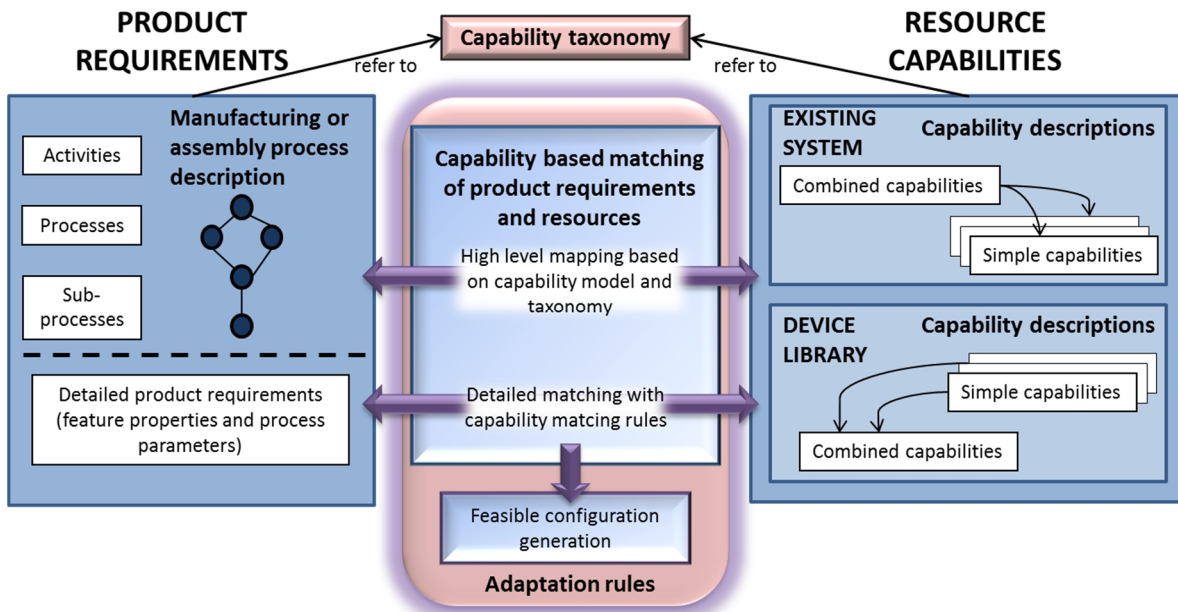 PRODUCT
REQUIREMENTS
Capability taxonomy
RESOURCE
CAPABILITIES
refer to
refer to
Manufacturing or
assembly process
description
Activities
Processes
Sub-
processes
Detailed product requirements
(feature properties and process
parameters)
Capability based matching
of product requirements
and resources
High level mapping based
on capability model and
taxonomy
Detailed matching with
capability matcing rules
Feasible configuration
generation
Adaptation rules
EXISTING
SYSTEM
Capability descriptions
Combined capabilities
Simple capabilities
DEVICE
LIBRARY
Capability descriptions
Simple capabilities
Combined capabilities